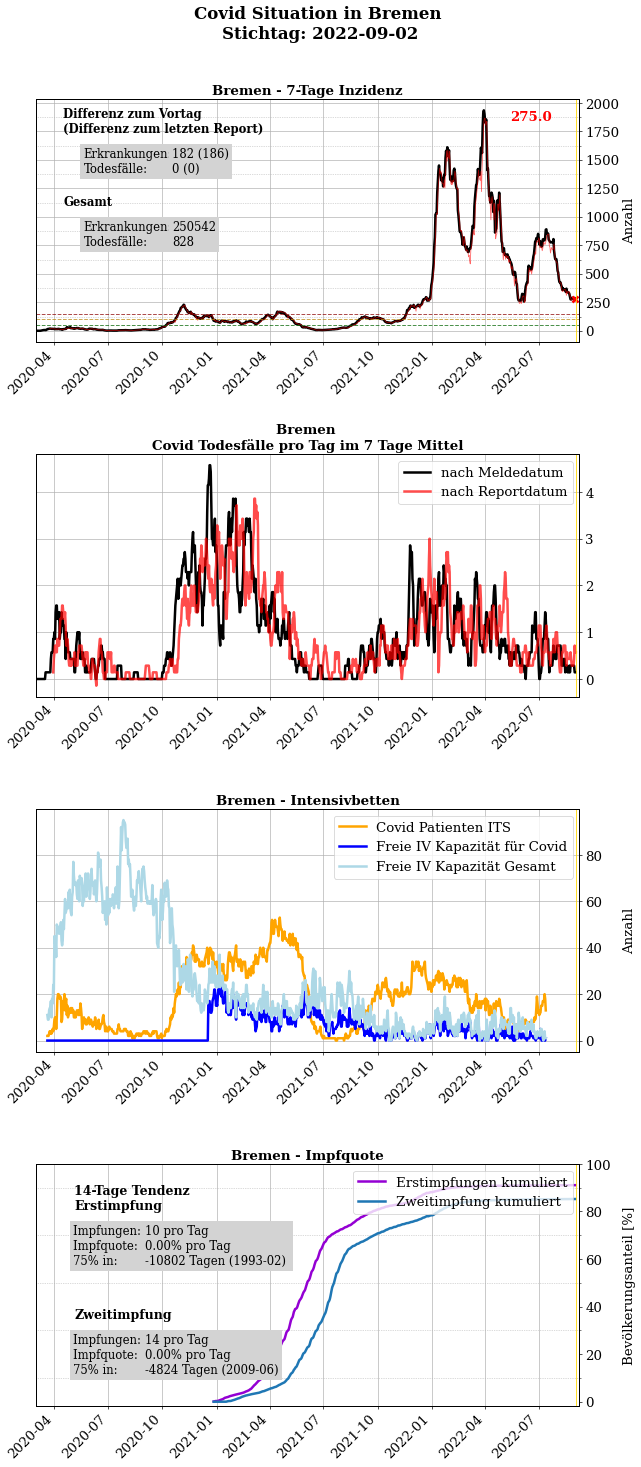 Covid Situation in Bremen
Stichtag: 2022-09-02
Bremen - 7-Tage Inzidenz
Differenz zum Vortag
(Differenz zum letzten Report)
Erkrankungen 182 (186)
Todesfälle: 0 (0)
Gesamt
Erkrankungen 250542
Todesfälle: 828
275.0
2000
1750
1500
1250
1000
750
500
250
0
Anzahl
2020-04
2020-07
2020-10
2021-01
2021-04
2021-07
2021-10
2022-01
2022-04
2022-07
Bremen
Covid Todesfälle pro Tag im 7 Tage Mittel
nach Meldedatum
nach Reportdatum
4
3
2
1
0
2020-04
2020-07
2020-10
2021-01
2021-04
2021-07
2021-10
2022-01
2022-04
2022-07
Bremen - Intensivbetten
Covid Patienten ITS
Freie IV Kapazität für Covid
Freie IV Kapazität Gesamt
80
60
40
20
0
Anzahl
2020-04
2020-07
2020-10
2021-01
2021-04
2021-07
2021-10
2022-01
2022-04
2022-07
Bremen - Impfquote
14-Tage Tendenz
Erstimpfung
Impfungen: 10 pro Tag
Impfquote: 0.00% pro Tag
75% in: -10802 Tagen (1993-02)
Zweitimpfung
Impfungen: 14 pro Tag
Impfquote: 0.00% pro Tag
75% in: -4824 Tagen (2009-06)
Erstimpfungen kumuliert
Zweitimpfung kumuliert
100
80
60
40
20
0
Bevölkerungsanteil [%]
2020-04
2020-07
2020-10
2021-01
2021-04
2021-07
2021-10
2022-01
2022-04
2022-07